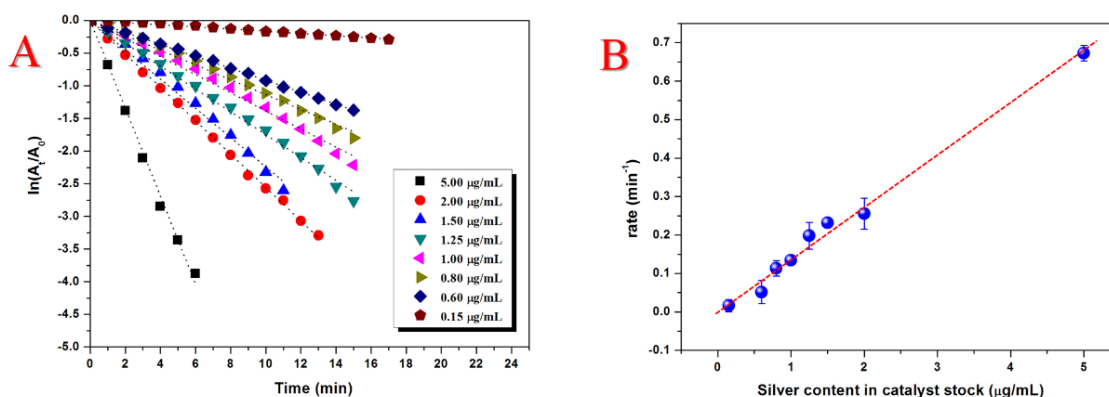 A
ln(At/A0)
0.0
-0.5
-1.0
-1.5
-2.0
-2.5
-3.0
-3.5
-4.0
-4.5
-5.0
0 2 4 6 8 10 12 14 16 18 20 22 24
Time (min)
5.00 µg/mL
2.00 µg/mL
1.50 µg/mL
1.25 µg/mL
1.00 µg/mL
0.80 µg/mL
0.60 µg/mL
0.15 µg/mL
B
rate (min⁻¹)
0.7
0.6
0.5
0.4
0.3
0.2
0.1
0.0
-0.1
0 1 2 3 4 5
Silver content in catalyst stock (µg/mL)